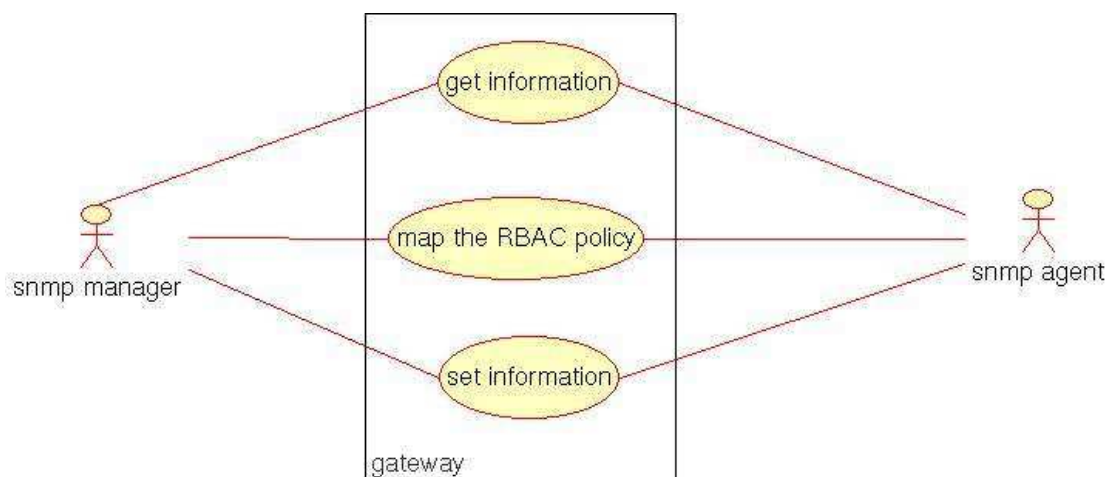 get information
map the RBAC policy
snmp manager
snmp agent
set information
gateway